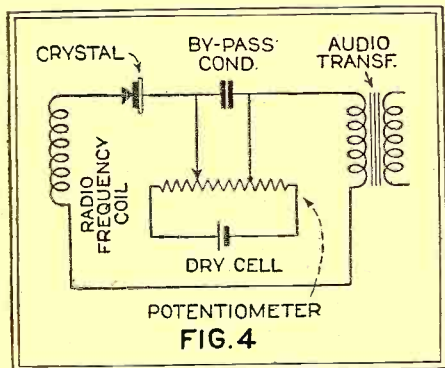 CRYSTAL
BY-PASS
COND.
AUDIO
TRANSF.
RADIO
FREQUENCY
COIL
DRY CELL
POTENTIOMETER
FIG.4